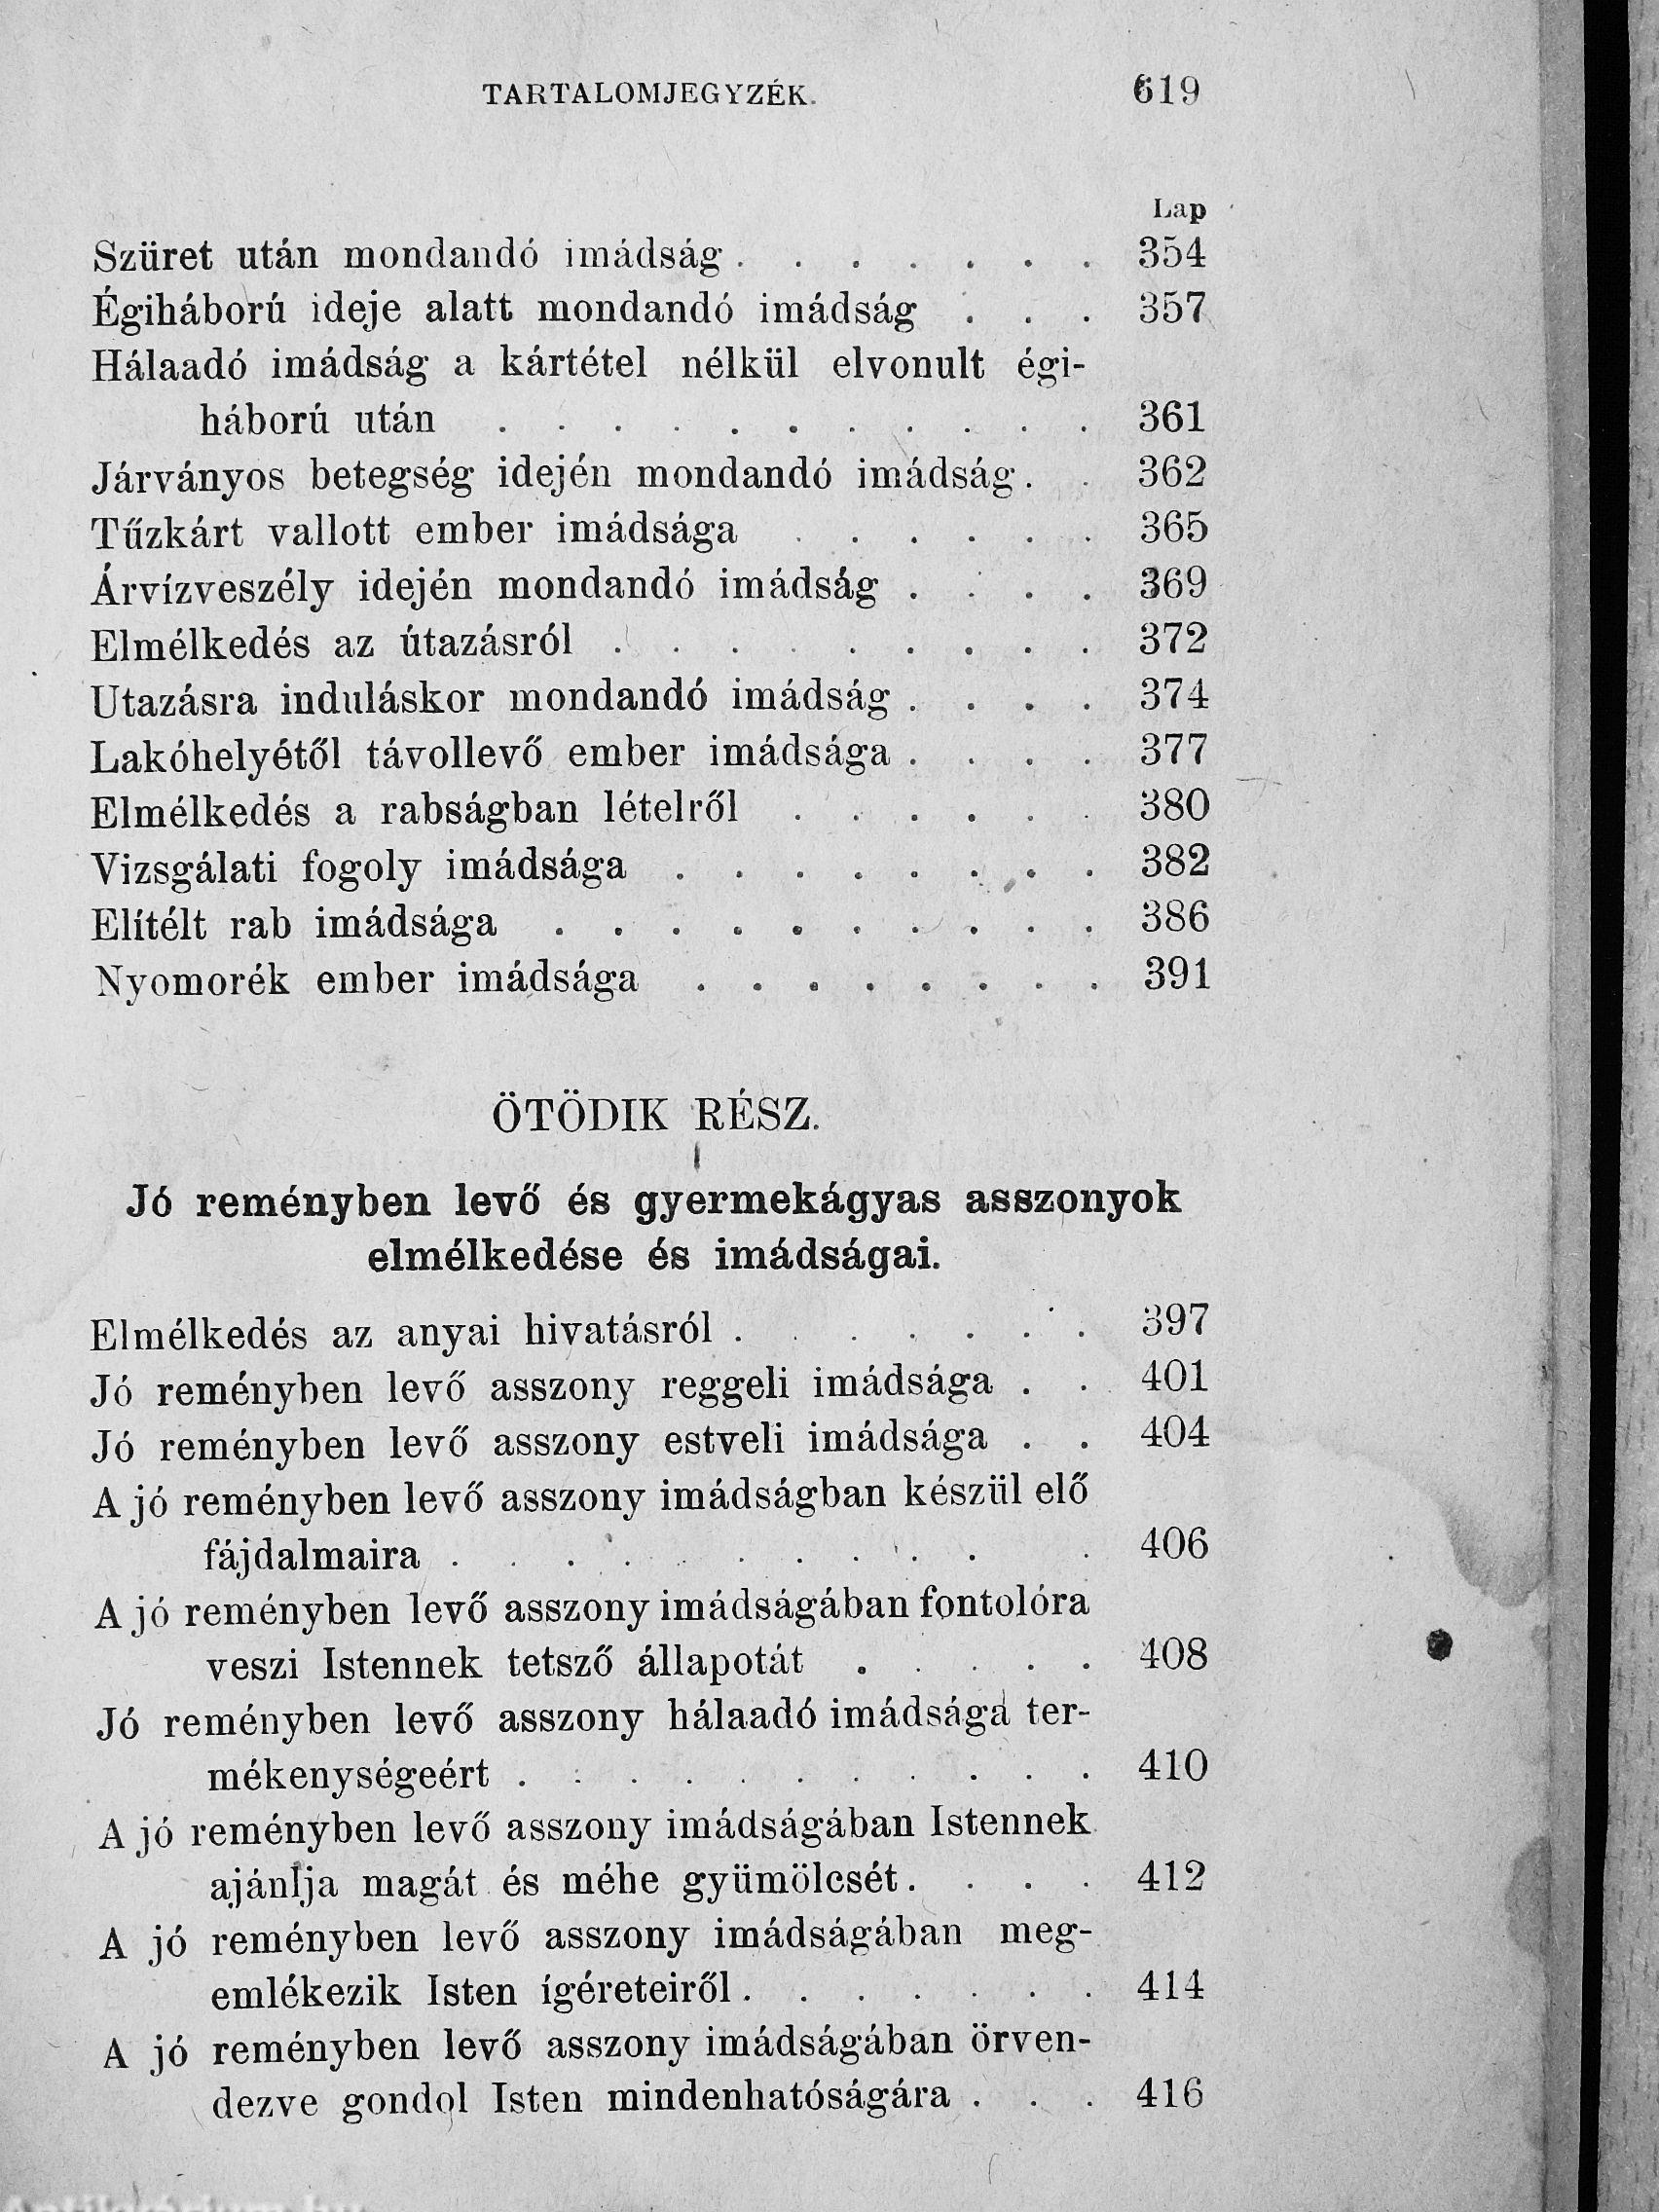 TARTALOMJEGYZÉK. 619
Lap
Szüret után mondandó imádság . . . . . . . 354
Égiháború ideje alatt mondandó imádság . . . 357
Hálaadó imádság a kártétel nélkül elvonult égi-
háború után . . . . . . . . . . . 361
Járványos betegség idején mondandó imádság . . 362
Tűzkárt vallott ember imádsága . . . . . . 365
Árvízveszély idején mondandó imádság . . . . 369
Elmélkedés az útazásról . . . . . . . . . 372
Utazásra induláskor mondandó imádság . . . . 374
Lakóhelyétől távollevő ember imádsága . . . . 377
Elmélkedés a rabságban lételről . . . . . . 380
Vizsgálati fogoly imádsága . . . . . . . . 382
Elítélt rab imádsága . . . . . . . . . . 386
Nyomorék ember imádsága . . . . . . . . 391
ÖTÖDIK RÉSZ.
Jó reményben levő és gyermekágyas asszonyok
elmélkedése és imádságai.
Elmélkedés az anyai hivatásról . . . . . . . 397
Jó reményben levő asszony reggeli imádsága . . 401
Jó reményben levő asszony estveli imádsága . . 404
A jó reményben levő asszony imádságban készül elő
fájdalmaira . . . . . . . . . . . 406
A jó reményben levő asszony imádságában fontolóra
veszi Istennek tetsző állapotát . . . . . 408
Jó reményben levő asszony hálaadó imádsága ter-
mékenységeért . . . . . . . . . . . 410
A jó reményben levő asszony imádságában Istennek
ajánlja magát és méhe gyümölcsét . . . . 412
A jó reményben levő asszony imádságában meg-
emlékezik Isten ígéreteiről . . . . . . . 414
A jó reményben levő asszony imádságában örven-
dezve gondol Isten mindenhatóságára . . . 416